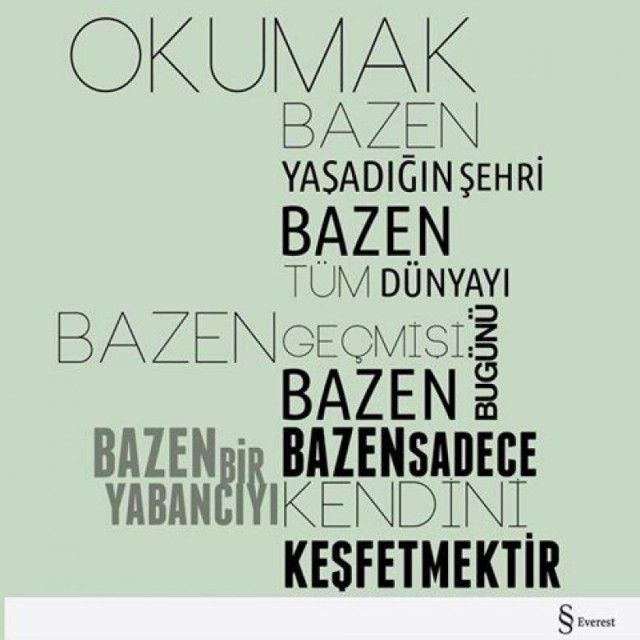 OKUMAK
BAZEN
YAŞADIĞIN ŞEHRİ
BAZEN
TÜM DÜNYAYI
BAZEN GEÇMİŞİ
BAZEN BUGÜNÜ
BAZEN BİR YABANCIYI
BAZEN SADECE
KENDİNİ
KEŞFETMEKTİR
Everest